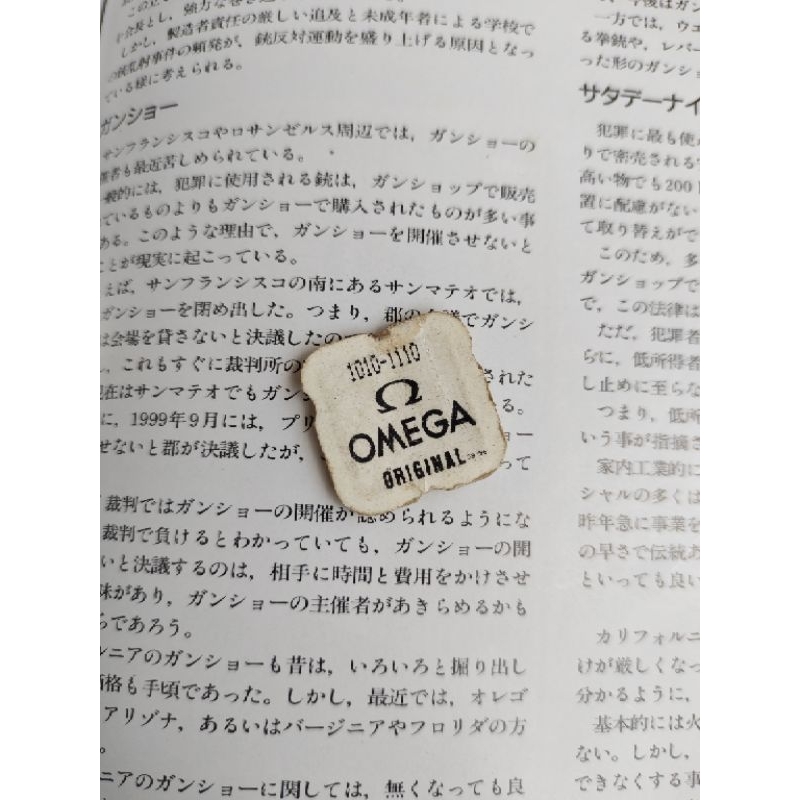 しかし，製造者責任の厳しい追及と未成年者による学校で
の銃乱射事件の頻発が，銃反対運動を盛り上げる原因となっ
ている様に考えられる。
ガンショー
サンフランシスコやロサンゼルス周辺では，ガンショーの
者も最近苦しめられている。
般的には，犯罪に使用される銃は，ガンショップで販売
ているものよりもガンショーで購入されたものが多い事
ある。このような理由で，ガンショーを開催させないと
ことが現実に起こっている。
えば，サンフランシスコの南にあるサンマテオでは，
ガンショーを閉め出した。つまり，郡の
でガンシ
は会場を貸さないと決議したの
，これもすぐに裁判所の
された
現在はサンマテオでもガン
る。
に，1999年9月には，プリ
ョー
せないと郡が決議したが，
って
1010-1110
Ω
OMEGA
ORIGINAL
裁判ではガンショーの開催が認められるようにな
裁判で負けるとわかっていても，ガンショーの開
いと決議するのは，相手に時間と費用をかけさせ
味があり，ガンショーの主催者があきらめるかも
らであろう。
ニアのガンショーも昔は，いろいろと掘り出し
価格も手頃であった。しかし，最近では，オレゴ
アリゾナ，あるいはバージニアやフロリダの方
。
ニアのガンショーに関しては，無くなっても良
一方では，ウェ
る拳銃や，レバー
った形のガンショ
サタデーナイ
犯罪に最も使
りで密売される
高い物でも200
置に配慮がない
て取り替えがで
このため，多
ガンショップで
で，この法律は
ただ，犯罪者
らに，低所得者
し止めに至らな
つまり，低所
いう事が指摘さ
家内工業的に
シャルの多くは
昨年急に事業を
の早さで伝統あ
といっても良い
カリフォルニ
けが厳しくなっ
分かるように，
基本的には火
ない。しかし，
できなくする事